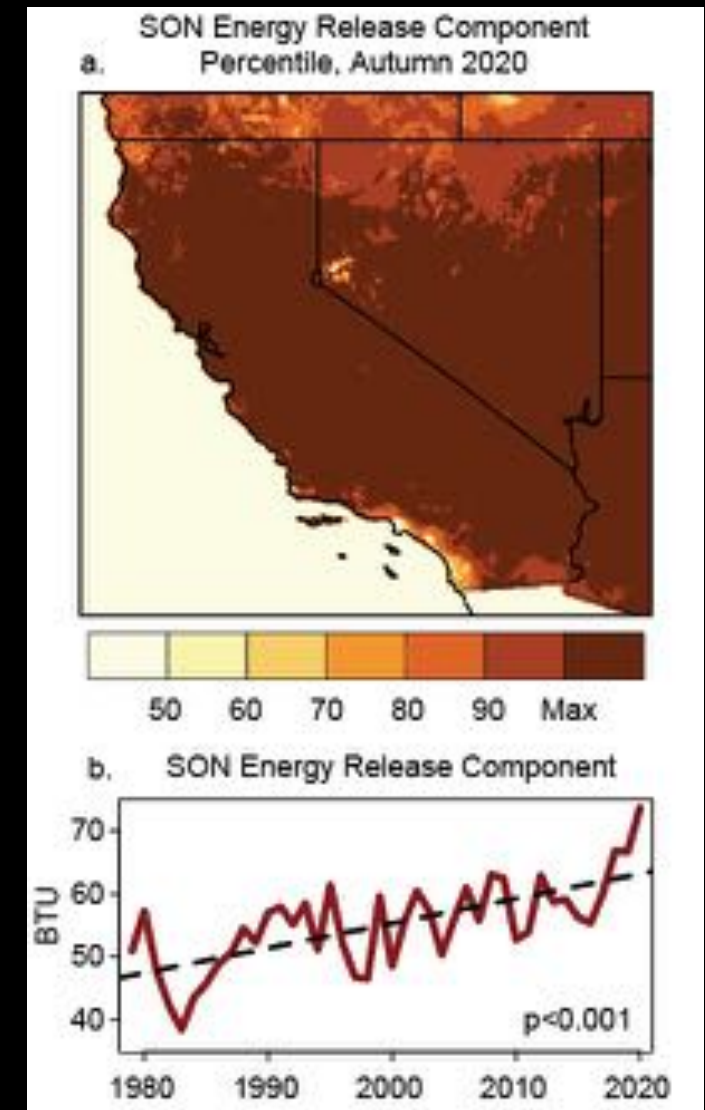 SON Energy Release Component
a. Percentile, Autumn 2020
50 60 70 80 90 Max
b. SON Energy Release Component
70
60
BTU
50
40
p<0.001
1980 1990 2000 2010 2020